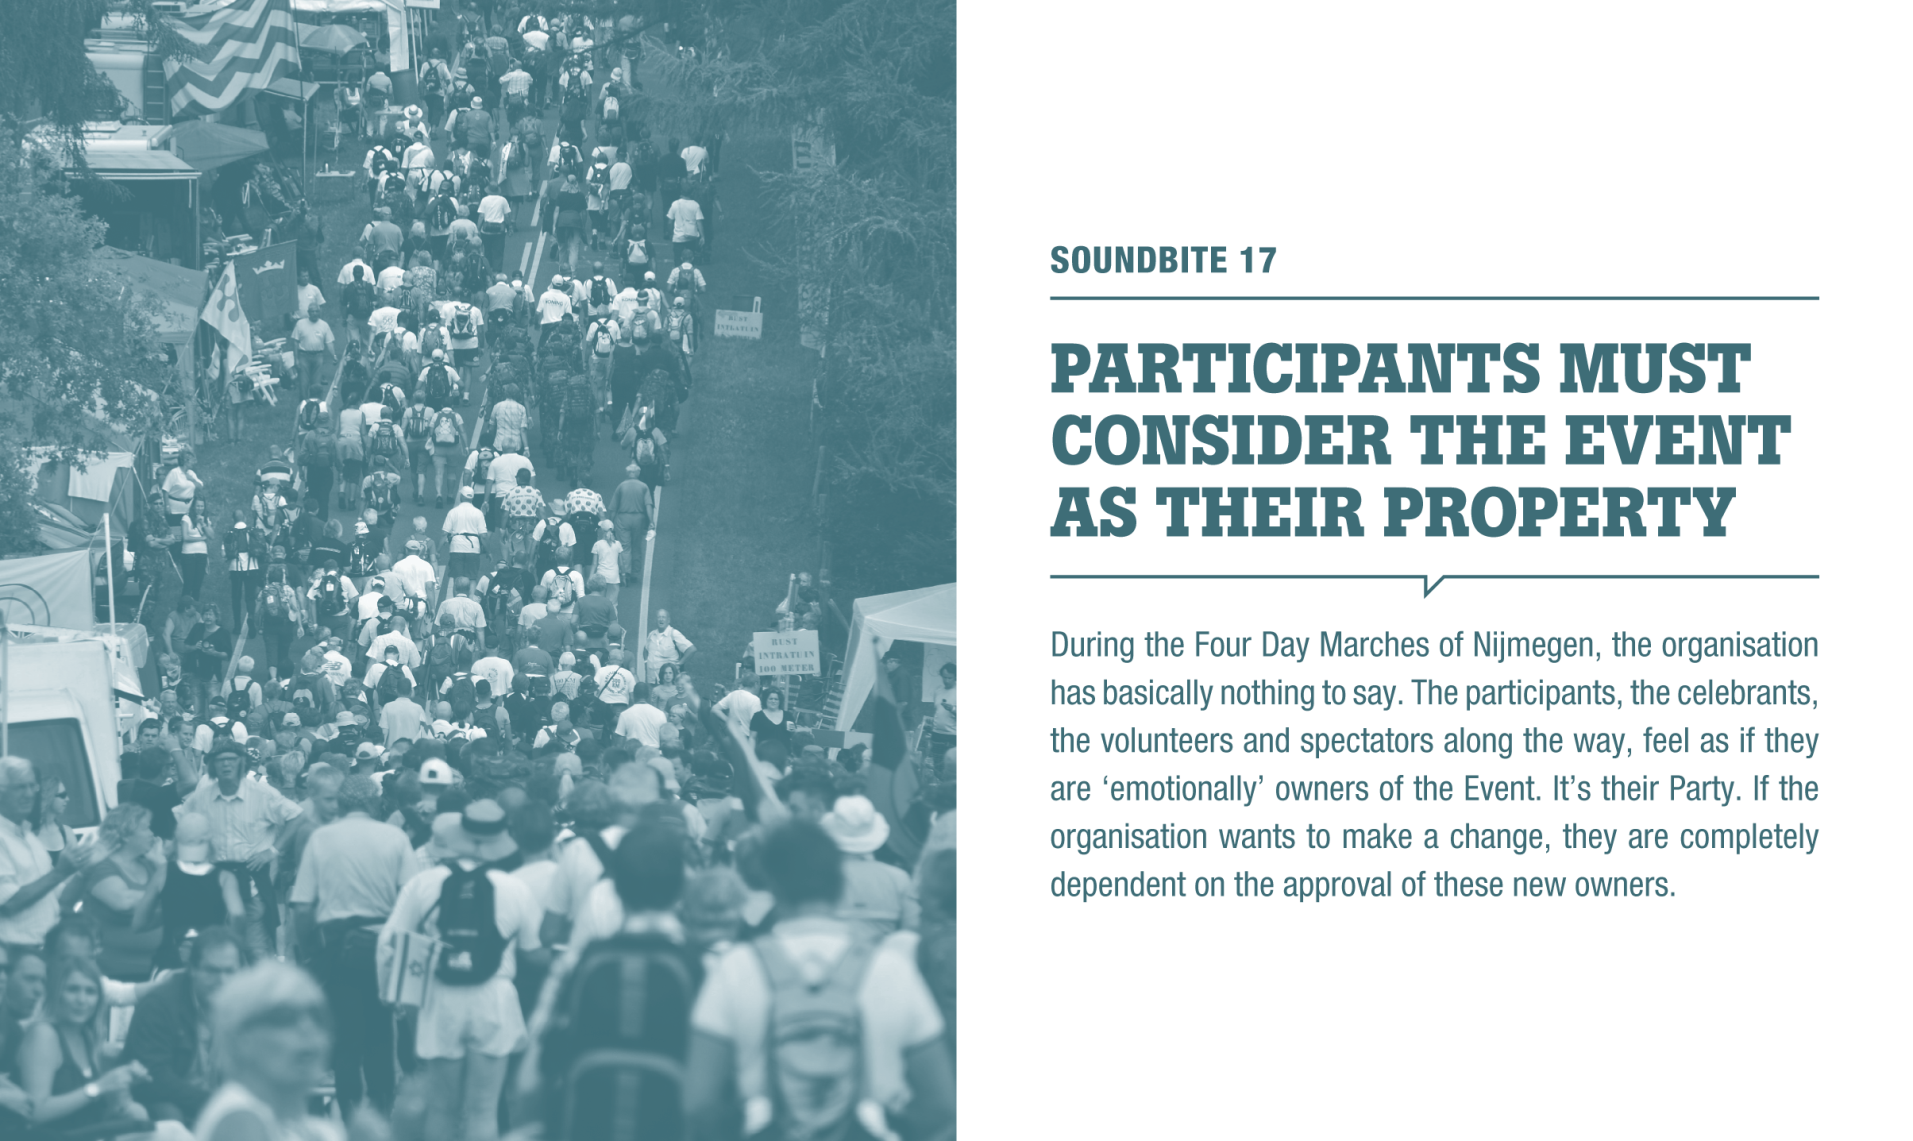 SOUNDBITE 17
PARTICIPANTS MUST
CONSIDER THE EVENT
AS THEIR PROPERTY
During the Four Day Marches of Nijmegen, the organisation
has basically nothing to say. The participants, the celebrants,
the volunteers and spectators along the way, feel as if they
are ‘emotionally’ owners of the Event. It’s their Party. If the
organisation wants to make a change, they are completely
dependent on the approval of these new owners.
RUST
INTRATUIN
RUST
INTRATUIN
100 METER